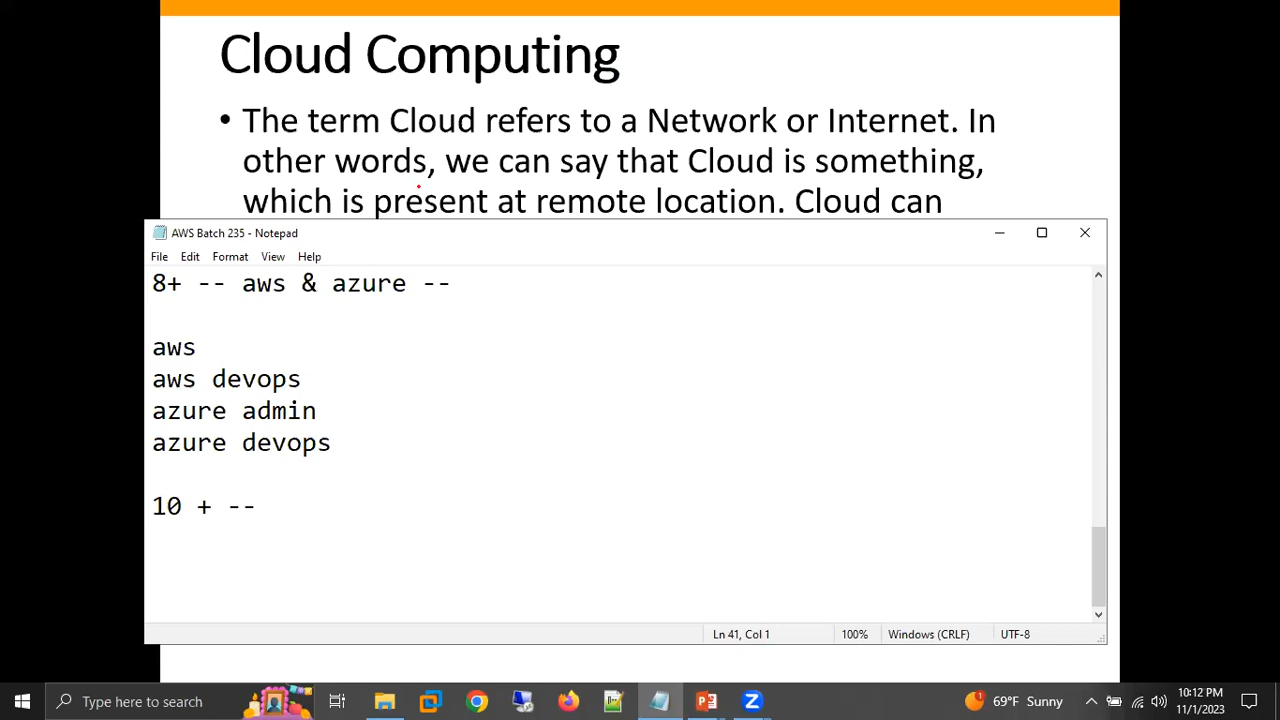 Cloud Computing
• The term Cloud refers to a Network or Internet. In
other words, we can say that Cloud is something,
which is present at remote location. Cloud can
AWS Batch 235 - Notepad
File Edit Format View Help
8+ -- aws & azure --
aws
aws devops
azure admin
azure devops
10 + --
Ln 41, Col 1 100% Windows (CRLF) UTF-8
Type here to search
69°F Sunny
10:12 PM
11/1/2023